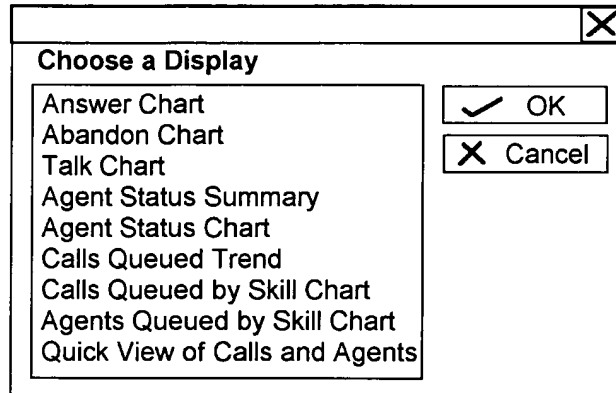 Choose a Display
Answer Chart
Abandon Chart
Talk Chart
Agent Status Summary
Agent Status Chart
Calls Queued Trend
Calls Queued by Skill Chart
Agents Queued by Skill Chart
Quick View of Calls and Agents
OK
Cancel